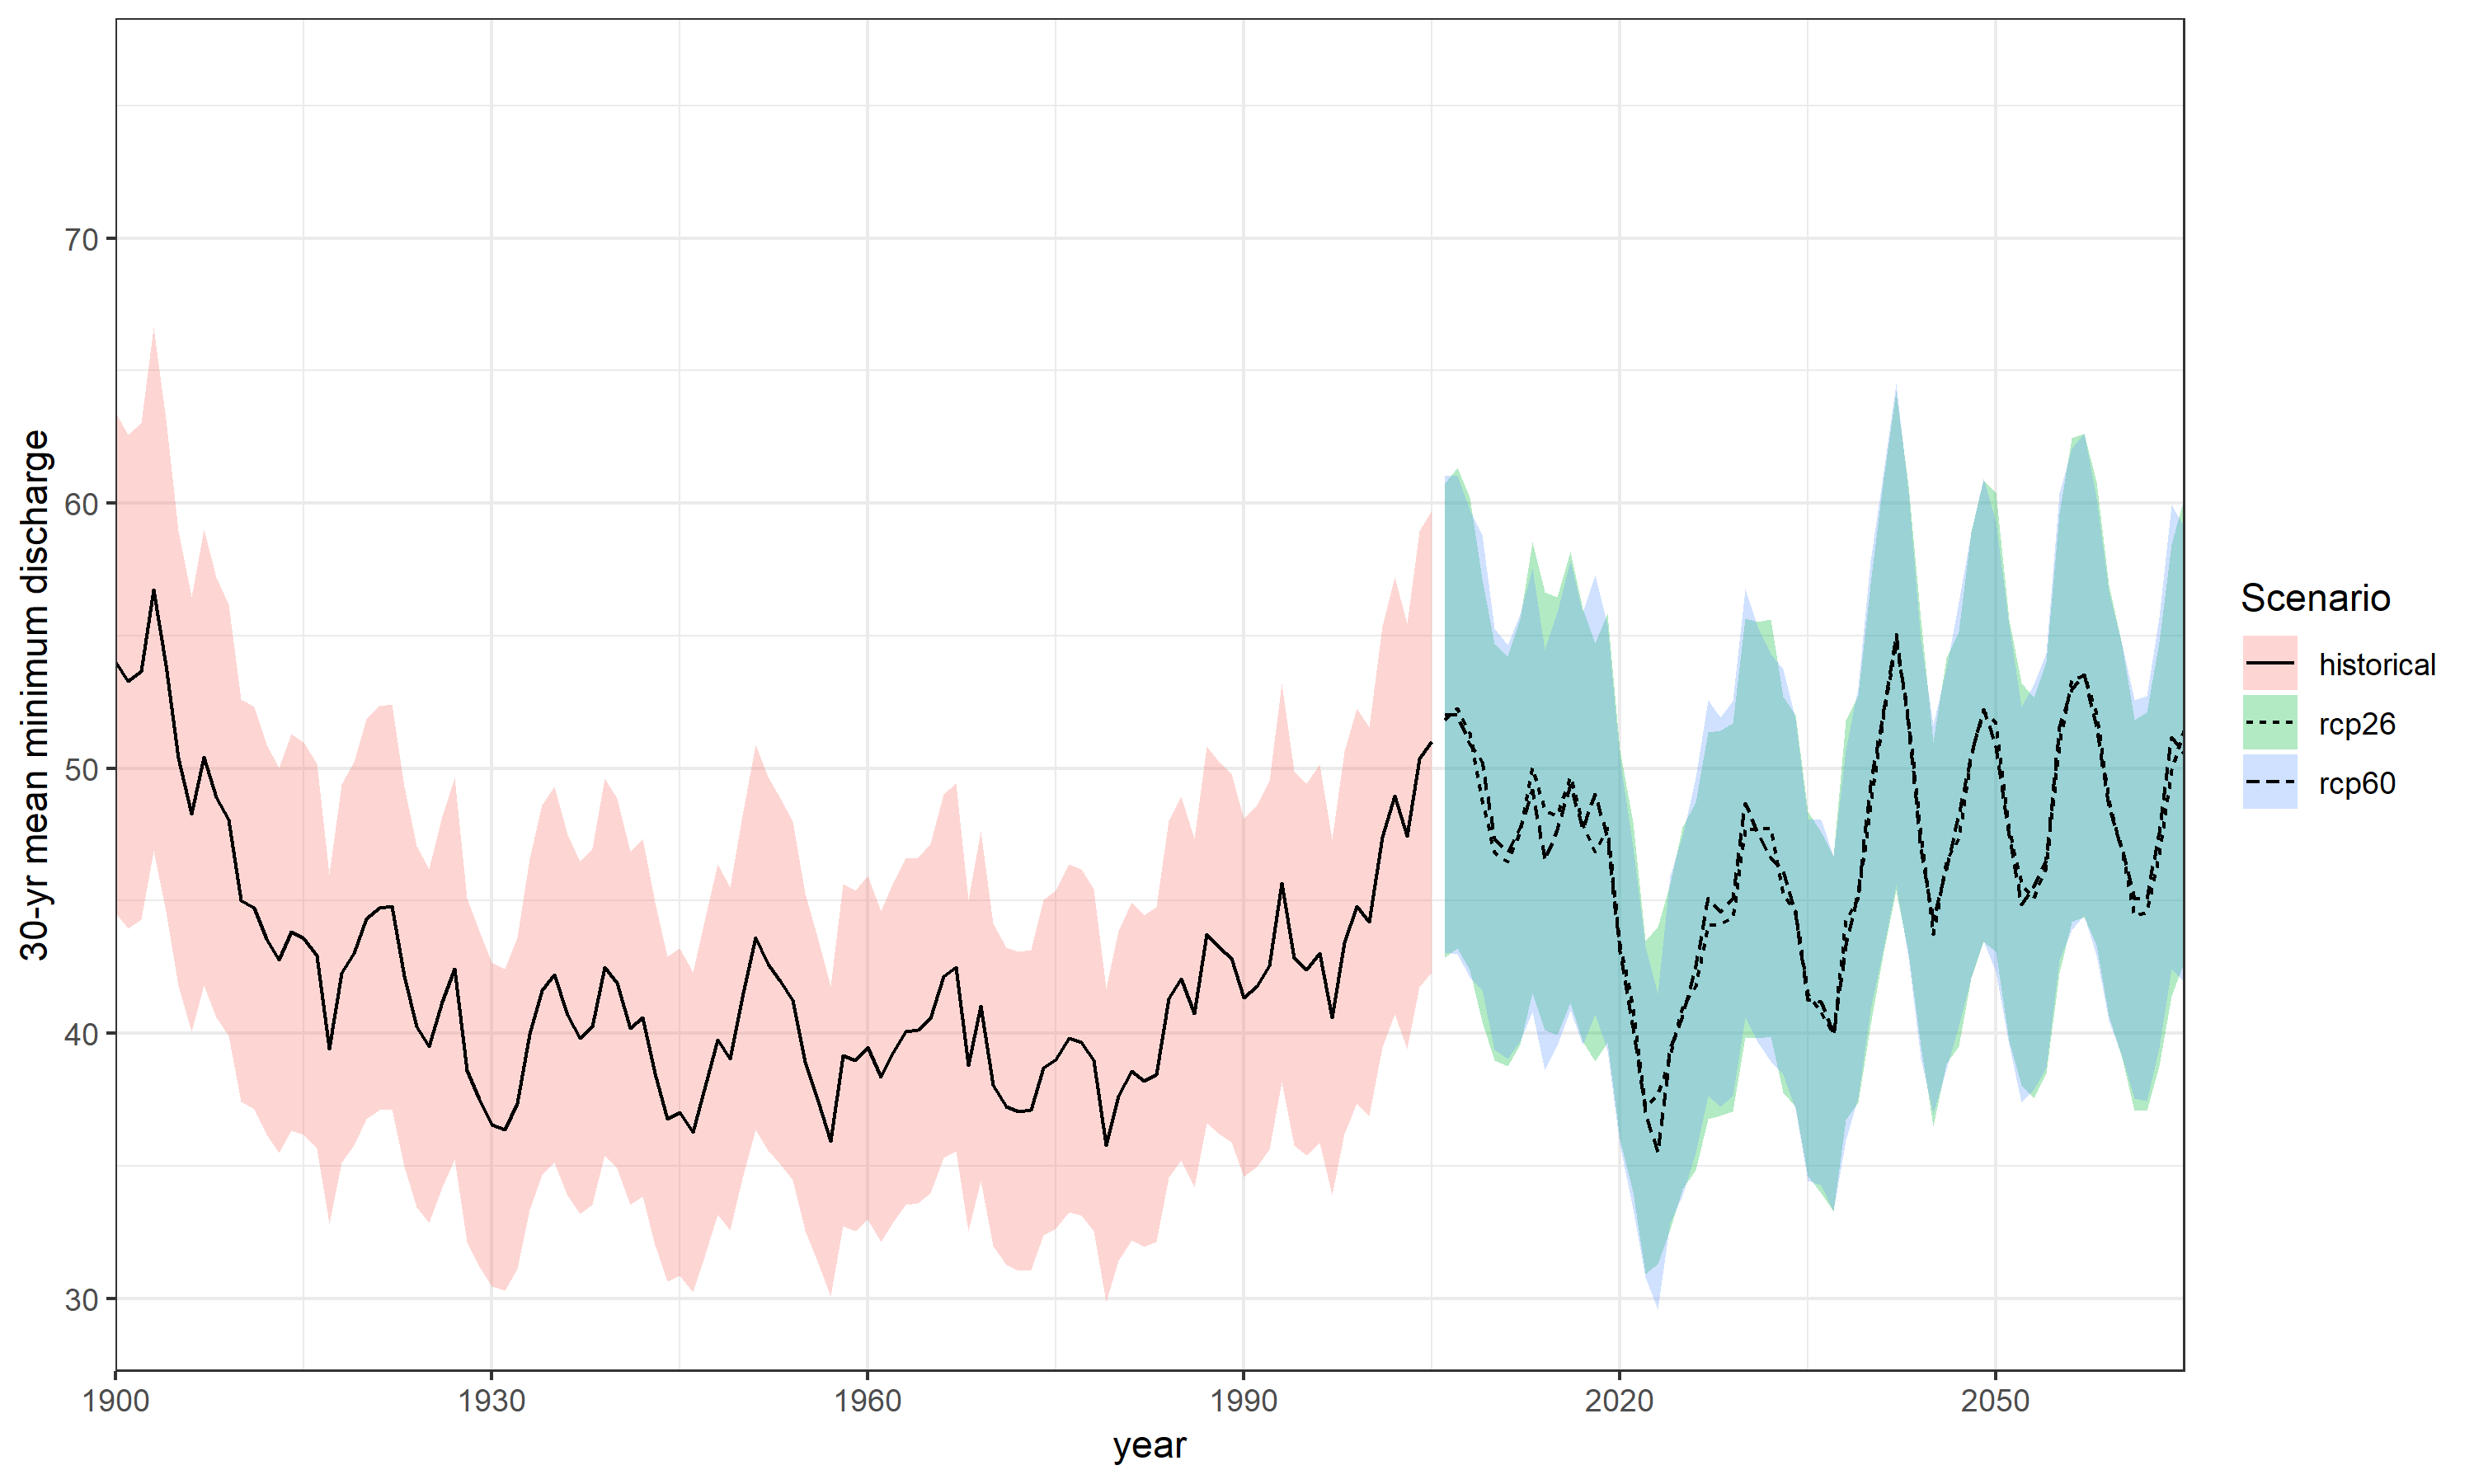 30-yr mean minimum discharge
70
60
50
40
30
1900 1930 1960 1990 2020 2050
year
Scenario
historical
rcp26
rcp60